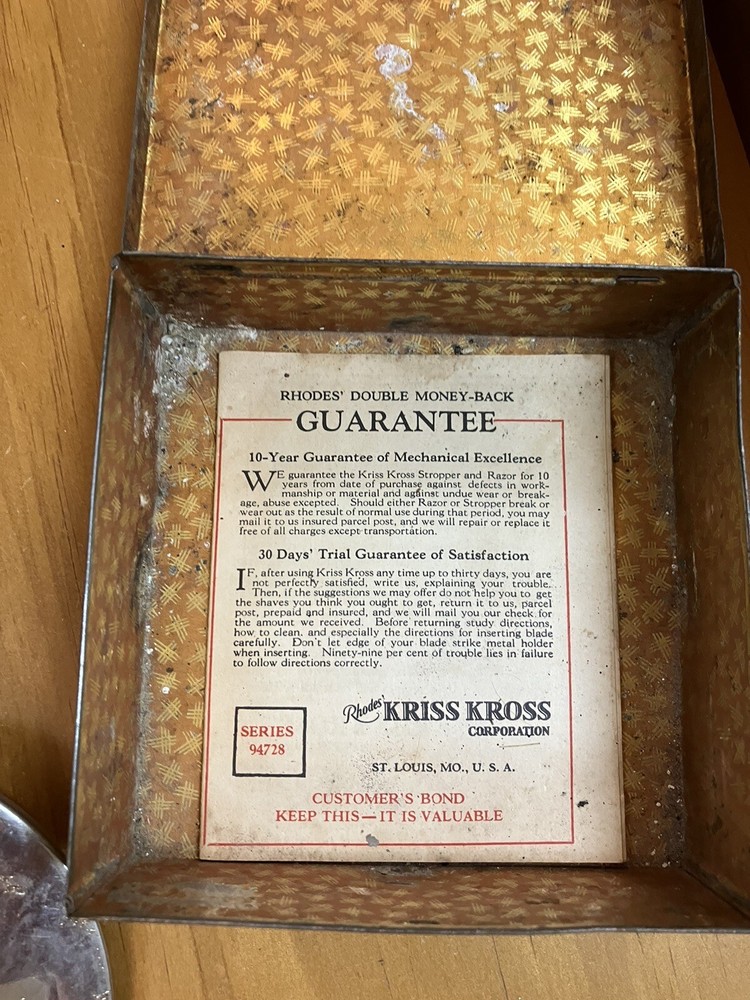 RHODES' DOUBLE MONEY-BACK
GUARANTEE
10-Year Guarantee of Mechanical Excellence
WE guarantee the Kriss Kross Stropper and Razor for 10
years from date of purchase against defects in work-
manship or material and against undue wear or break-
age, abuse excepted. Should either Razor or Stropper break or
wear out as the result of normal use during that period, you may
mail it to us insured parcel post, and we will repair or replace it
free of all charges except transportation.
30 Days' Trial Guarantee of Satisfaction
IF, after using Kriss Kross any time up to thirty days, you are
not perfectly satisfied, write us, explaining your trouble.
Then, if the suggestions we may offer do not help you to get
the shaves you think you ought to get, return it to us, parcel
post, prepaid and insured, and we will mail you our check for
the amount we received. Before returning study directions,
how to clean, and especially the directions for inserting blade
carefully. Don't let edge of your blade strike metal holder
when inserting. Ninety-nine per cent of trouble lies in failure
to follow directions correctly.
Rhodes' KRISS KROSS
CORPORATION
SERIES
94728
ST. LOUIS, MO., U. S. A.
CUSTOMER'S BOND
KEEP THIS—IT IS VALUABLE